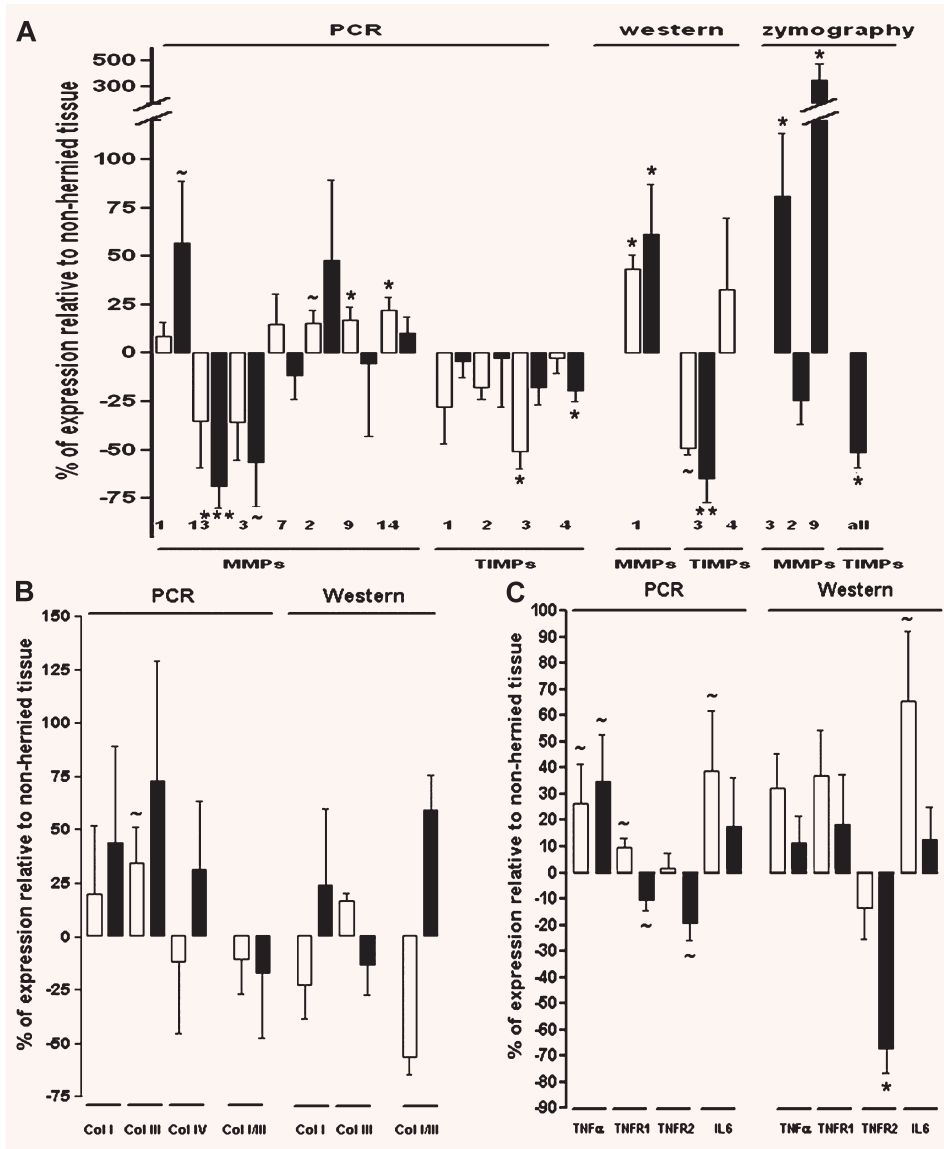 A
PCR western zymography
% of expression relative to non-hernied tissue
500
300
100
75
50
25
0
-25
-50
-75
~ ~ * * * * * *
* * * ~ * * ~ * * *
1 13 3 7 2 9 14 1 2 3 4 1 3 4 3 2 9 all
MMPs TIMPs MMPs TIMPs MMPs TIMPs
B
PCR Western
% of expression relative to non-hernied tissue
150
125
100
75
50
25
0
-25
-50
-75
~
Col I Col III Col IV Col I/III Col I Col III Col I/III
C
PCR Western
% of expression relative to non-hernied tissue
100
90
80
70
60
50
40
30
20
10
0
-10
-20
-30
-40
-50
-60
-70
-80
-90
~ ~ ~ ~ ~
~ ~ *
TNFα TNFR1 TNFR2 IL6 TNFα TNFR1 TNFR2 IL6